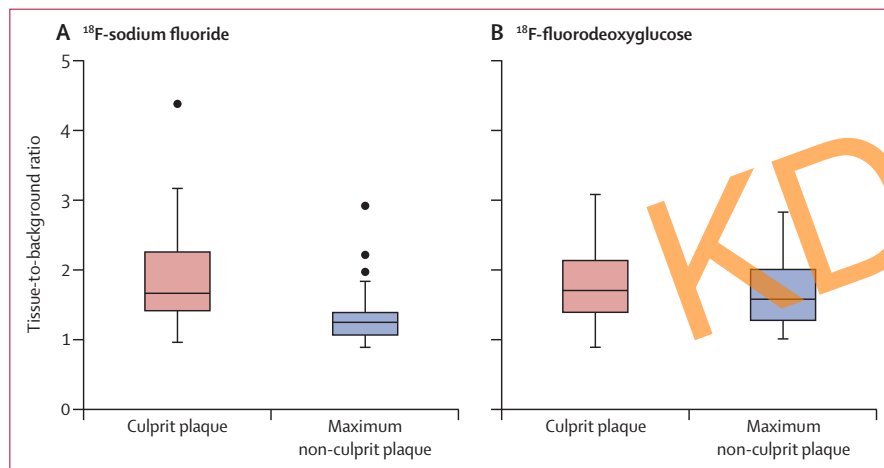 A ¹⁸F-sodium fluoride
B ¹⁸F-fluorodeoxyglucose
Tissue-to-background ratio
5
4
3
2
1
0
Culprit plaque
Maximum
non-culprit plaque
Culprit plaque
Maximum
non-culprit plaque
KD